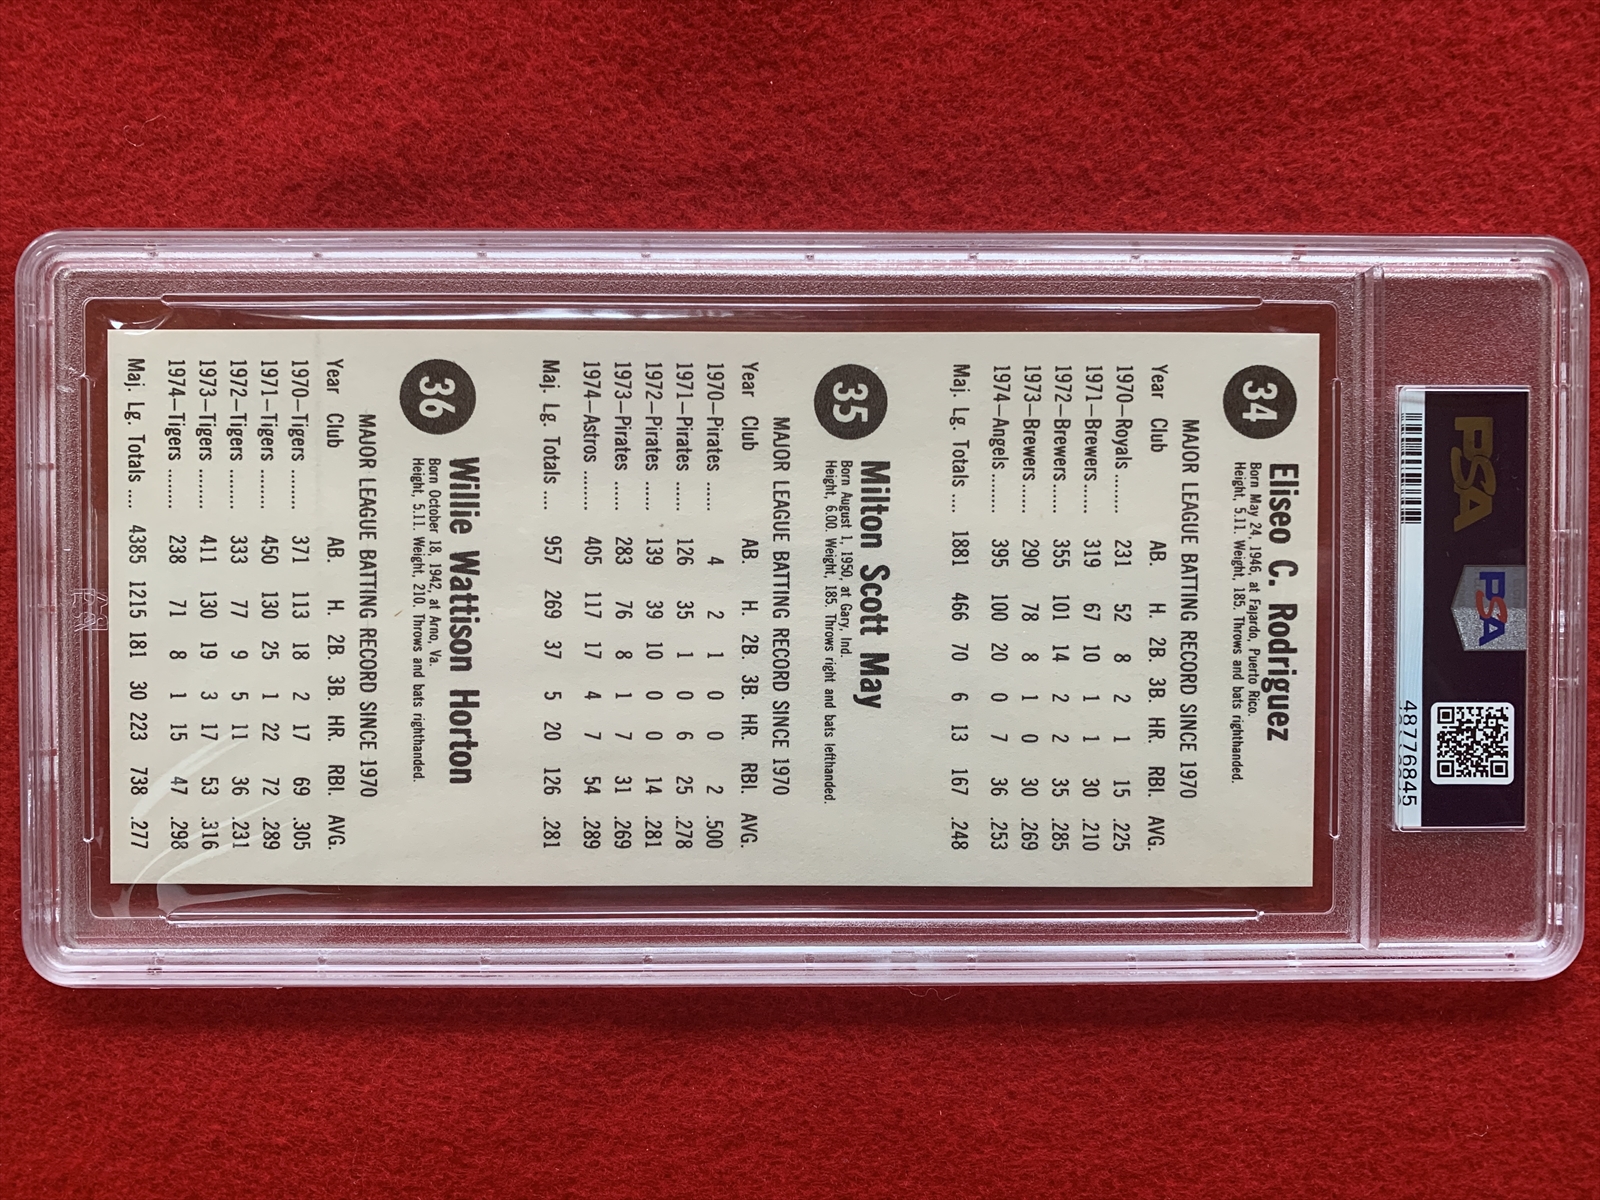 PSA
PSA
48776845
34
Eliseo C. Rodriguez
Born May 24, 1946, at Fajardo, Puerto Rico.
Height, 5.11. Weight, 185. Throws and bats righthanded.
MAJOR LEAGUE BATTING RECORD SINCE 1970
Year Club AB. H. 2B. 3B. HR. RBI. AVG.
1970—Royals ........ 231 52 8 2 1 15 .225
1971—Brewers...... 319 67 10 1 1 30 .210
1972—Brewers...... 355 101 14 2 2 35 .285
1973—Brewers...... 290 78 8 1 0 30 .269
1974—Angels........ 395 100 20 0 7 36 .253
Maj. Lg. Totals .... 1881 466 70 6 13 167 .248
35
Milton Scott May
Born August 1, 1950, at Gary, Ind.
Height, 6.00. Weight, 185. Throws right and bats lefthanded.
MAJOR LEAGUE BATTING RECORD SINCE 1970
Year Club AB. H. 2B. 3B. HR. RBI. AVG.
1970—Pirates ...... 4 2 1 0 0 2 .500
1971—Pirates ...... 126 35 1 0 6 25 .278
1972—Pirates ...... 139 39 10 0 0 14 .281
1973—Pirates ...... 283 76 8 1 7 31 .269
1974—Astros ........ 405 117 17 4 7 54 .289
Maj. Lg. Totals .... 957 269 37 5 20 126 .281
36
Willie Wattison Horton
Born October 18, 1942, at Arno, Va.
Height, 5.11. Weight, 210. Throws and bats righthanded.
MAJOR LEAGUE BATTING RECORD SINCE 1970
Year Club AB. H. 2B. 3B. HR. RBI. AVG.
1970—Tigers ........ 371 113 18 2 17 69 .305
1971—Tigers ........ 450 130 25 1 22 72 .289
1972—Tigers ........ 333 77 9 5 11 36 .231
1973—Tigers ........ 411 130 19 3 17 53 .316
1974—Tigers ........ 238 71 8 1 15 47 .298
Maj. Lg. Totals .... 4385 1215 181 30 223 738 .277